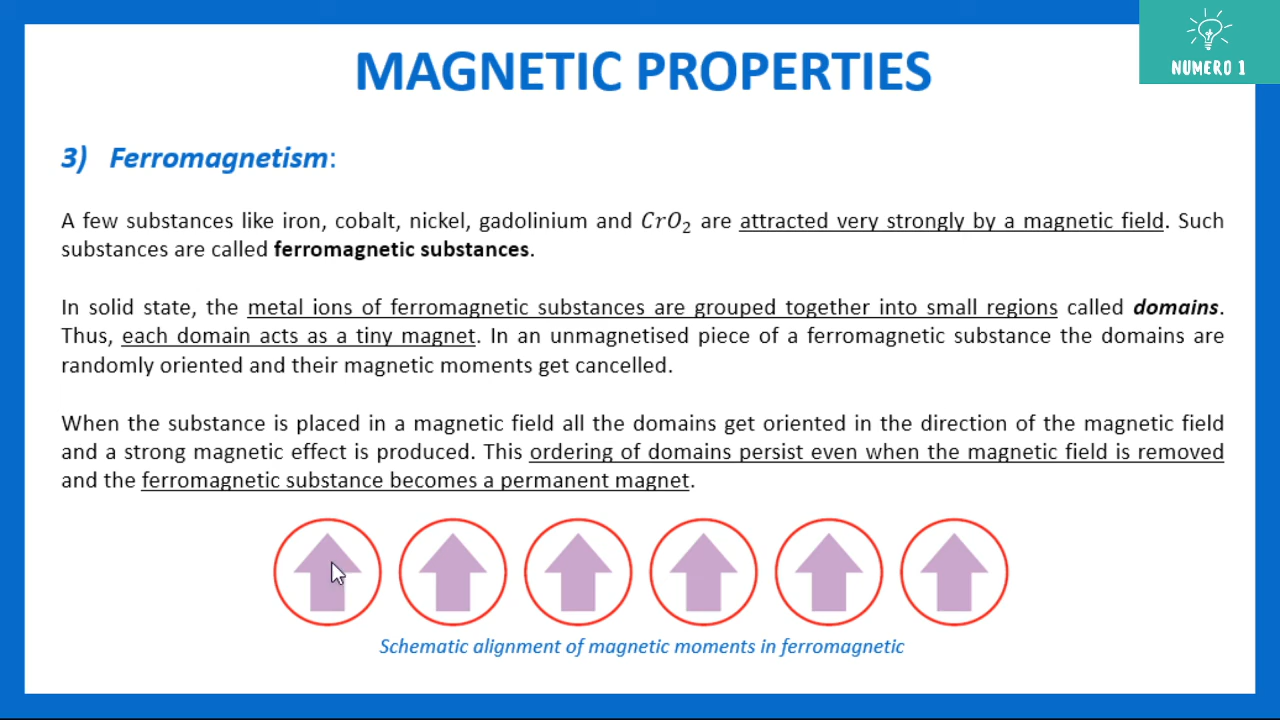 NUMERO 1
MAGNETIC PROPERTIES
3) Ferromagnetism:
A few substances like iron, cobalt, nickel, gadolinium and CrO₂ are attracted very strongly by a magnetic field. Such
substances are called ferromagnetic substances.
In solid state, the metal ions of ferromagnetic substances are grouped together into small regions called domains.
Thus, each domain acts as a tiny magnet. In an unmagnetised piece of a ferromagnetic substance the domains are
randomly oriented and their magnetic moments get cancelled.
When the substance is placed in a magnetic field all the domains get oriented in the direction of the magnetic field
and a strong magnetic effect is produced. This ordering of domains persist even when the magnetic field is removed
and the ferromagnetic substance becomes a permanent magnet.
Schematic alignment of magnetic moments in ferromagnetic